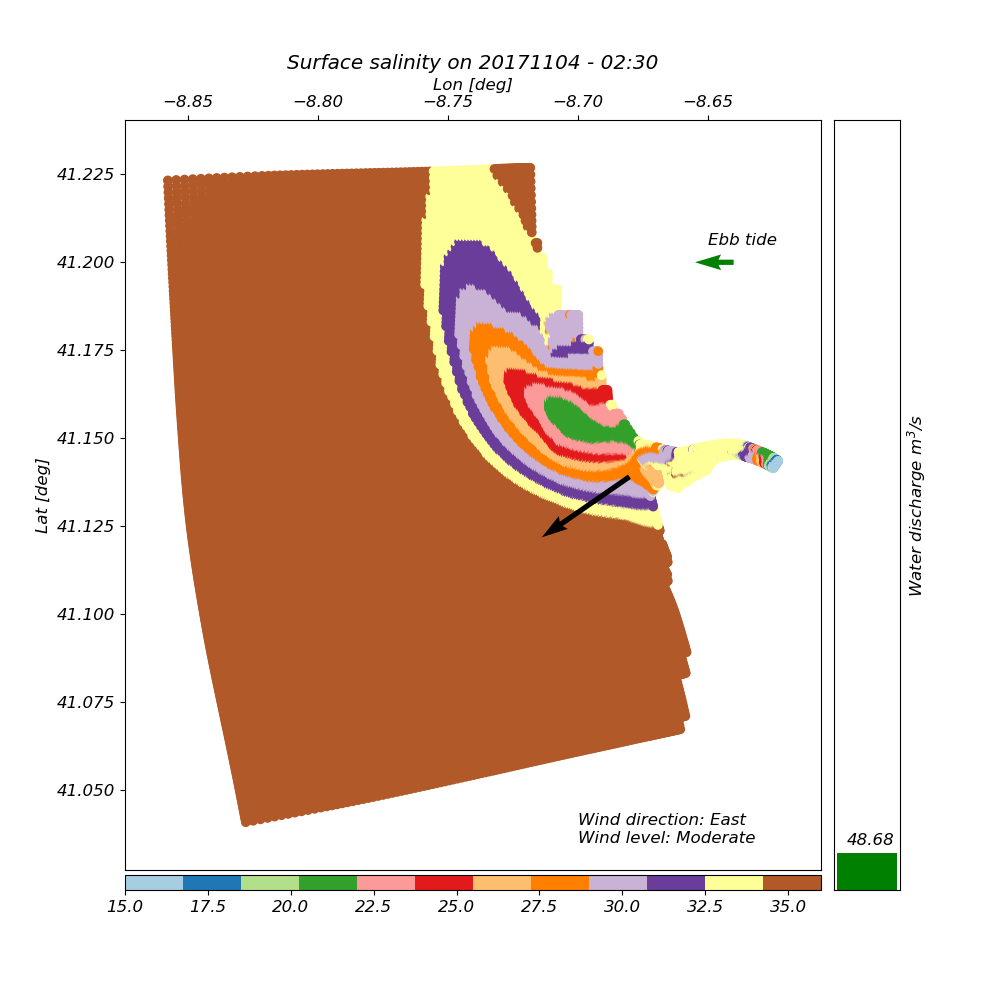 Surface salinity on 20171104 - 02:30
Lon [deg]
−8.85 −8.80 −8.75 −8.70 −8.65
41.225
41.200
41.175
41.150
41.125
41.100
41.075
41.050
Lat [deg]
Ebb tide
Wind direction: East
Wind level: Moderate
15.0 17.5 20.0 22.5 25.0 27.5 30.0 32.5 35.0
48.68
Water discharge m³/s